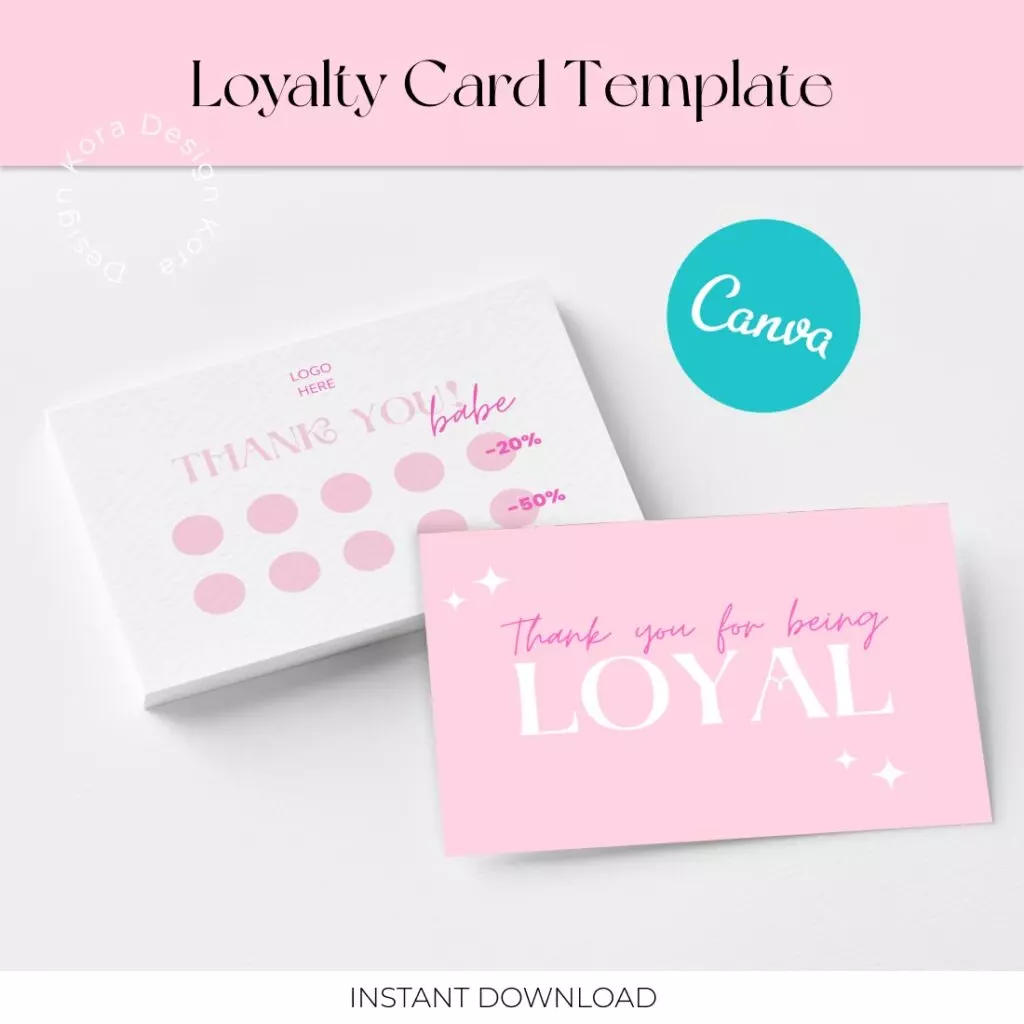 Loyalty Card Template
Design Kora Design Kora
Canva
LOGO
HERE
THANK YOU!
babe
-20%
-50%
Thank you for being
LOYAL
INSTANT DOWNLOAD